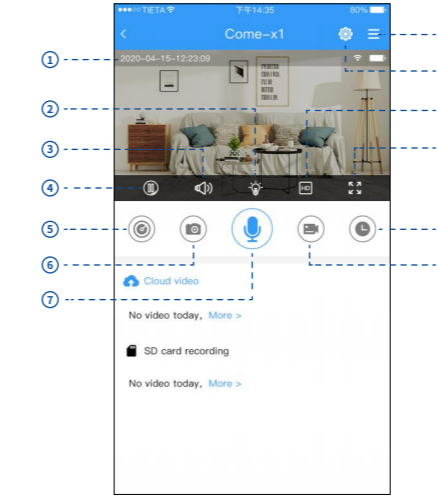 TIETA 下午14:35 80%
Come-x1
① 2020-04-15-12:23:09
②
③
④ HD
⑤
⑥
⑦
Cloud video
No video today, More >
SD card recording
No video today, More >